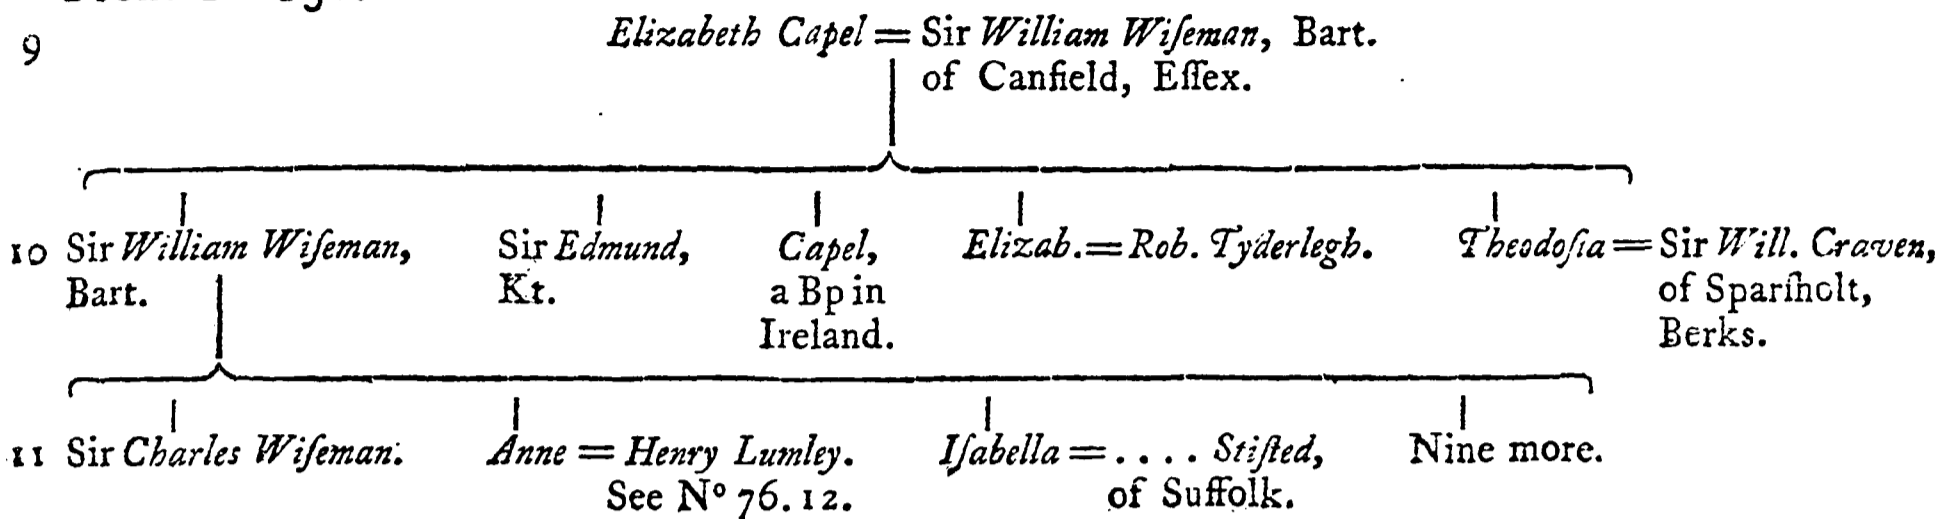 9 Elizabeth Capel = Sir William Wiſeman, Bart.
of Canfield, Eſſex.
10 Sir William Wiſeman, Sir Edmund, Capel, Elizab. = Rob. Tyderlegh. Theodoſia = Sir Will. Craven,
Bart. Kt. a Bp in of Sparſholt,
Ireland. Berks.
11 Sir Charles Wiſeman. Anne = Henry Lumley. Iſabella = .... Stiſted, Nine more.
See Nº 76. 12. of Suffolk.